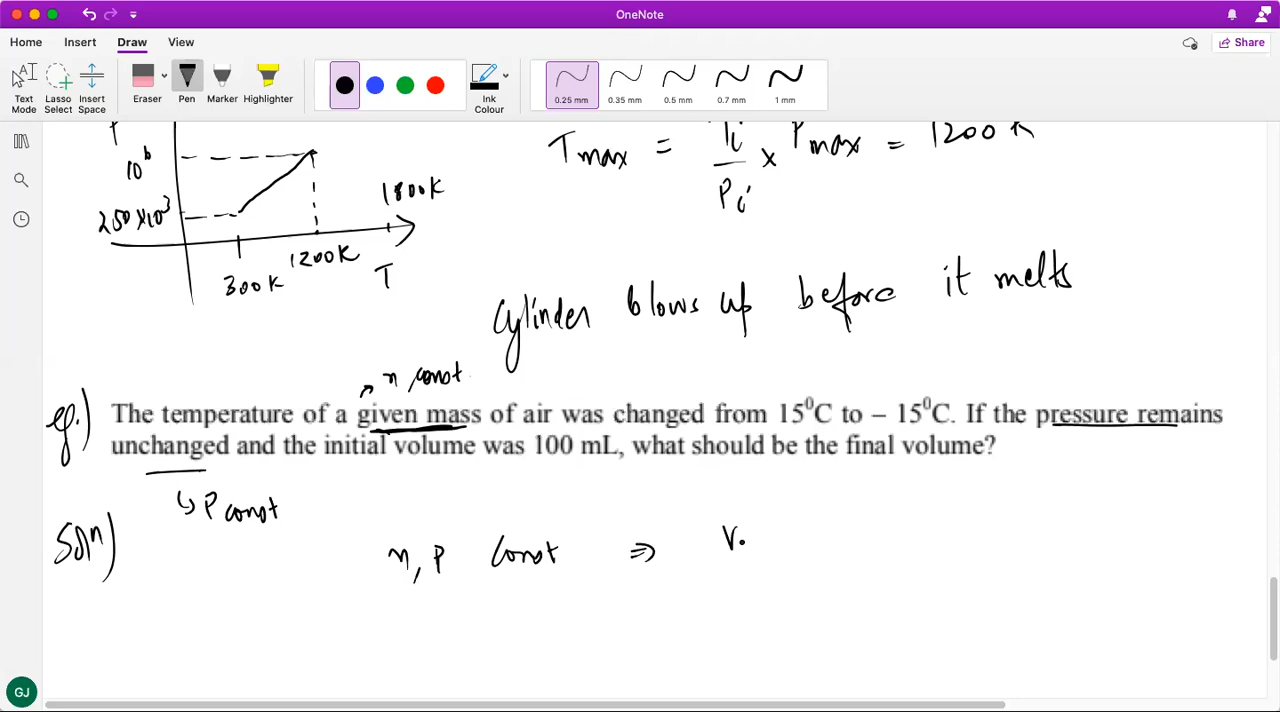 OneNote
Home Insert Draw View Share
Text Mode Lasso Select Insert Space Eraser Pen Marker Highlighter Ink Colour 0.25 mm 0.35 mm 0.5 mm 0.7 mm 1 mm
P
10⁶
250×10³
300K
1200K
1800K
T
Tmax = Ti/Pi × Pmax = 1200K
Cylinder blows up before it melts
n const
eg.) The temperature of a given mass of air was changed from 15⁰C to – 15⁰C. If the pressure remains
unchanged and the initial volume was 100 mL, what should be the final volume?
↳ P const
Solⁿ) n, P const ⇒ V
GJ